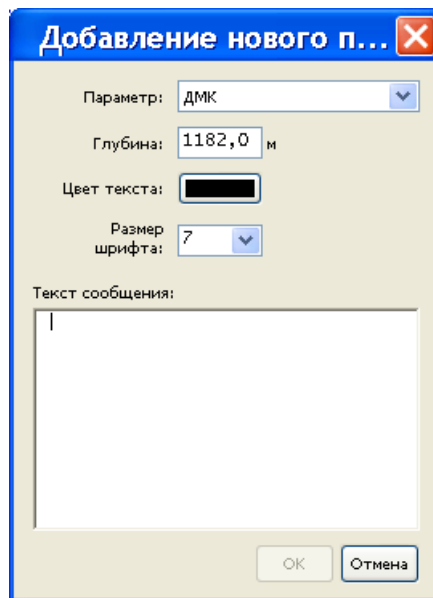 Добавление нового п...
Параметр: ДМК
Глубина: 1182,0 м
Цвет текста:
Размер шрифта: 7
Текст сообщения:
OK Отмена